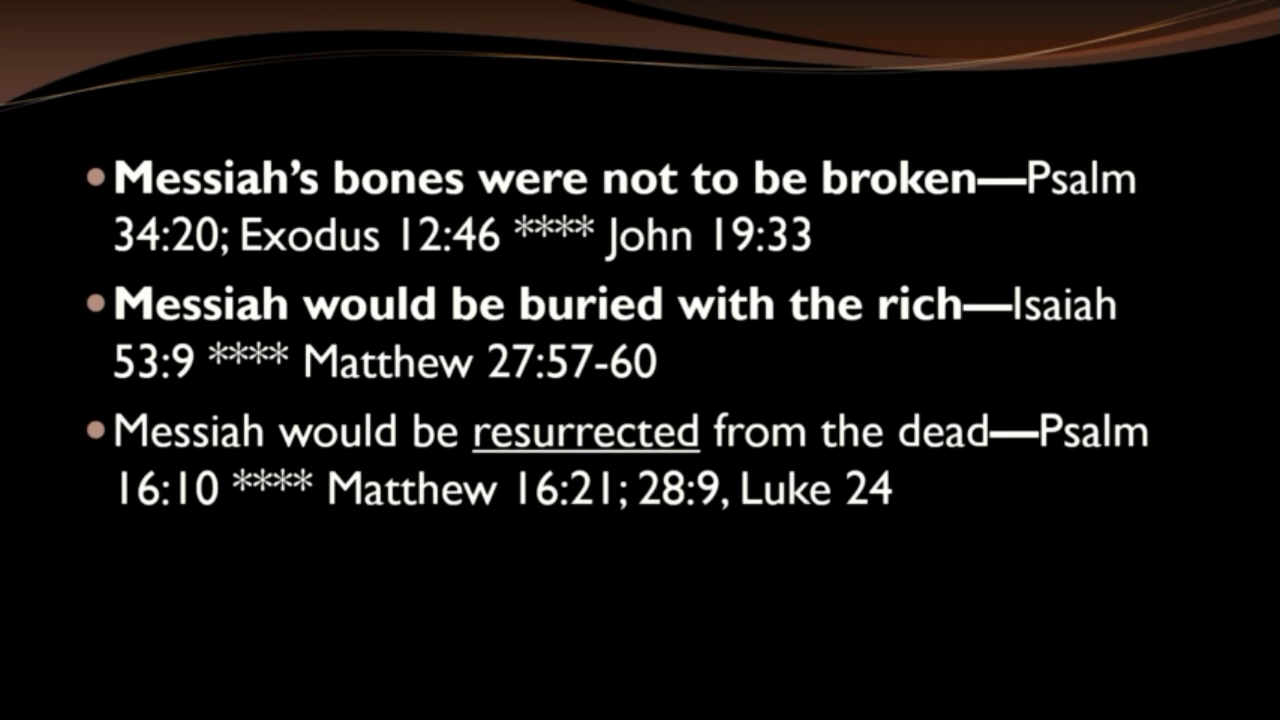 • Messiah’s bones were not to be broken—Psalm
34:20; Exodus 12:46 **** John 19:33
• Messiah would be buried with the rich—Isaiah
53:9 **** Matthew 27:57-60
• Messiah would be resurrected from the dead—Psalm
16:10 **** Matthew 16:21; 28:9, Luke 24